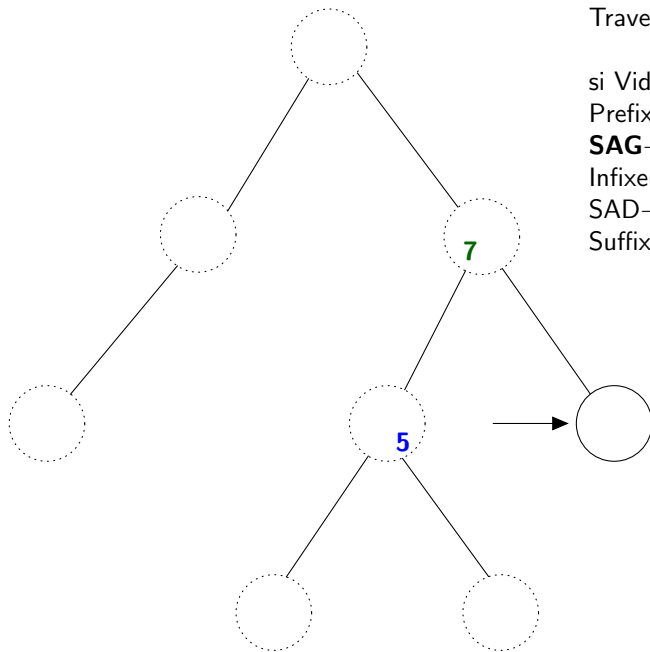 Trave
si Vid
Prefix
SAG-
Infixe
SAD-
Suffix
7
5